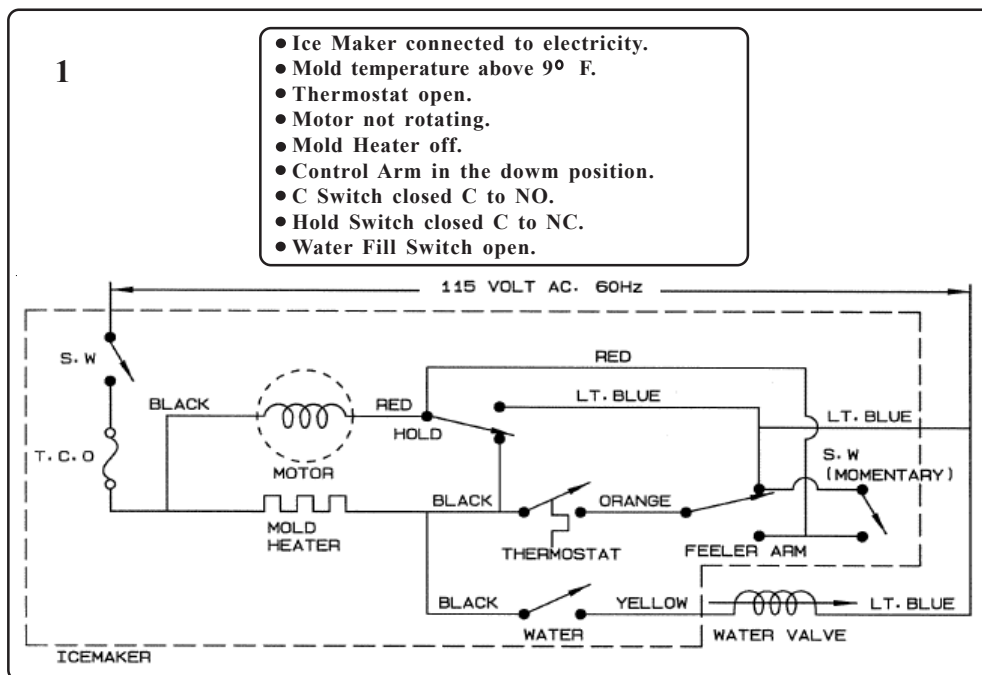 1
● Ice Maker connected to electricity.
● Mold temperature above 9° F.
● Thermostat open.
● Motor not rotating.
● Mold Heater off.
● Control Arm in the dowm position.
● C Switch closed C to NO.
● Hold Switch closed C to NC.
● Water Fill Switch open.
115 VOLT AC. 60Hz
S.W
RED
BLACK
RED
LT. BLUE
HOLD
LT. BLUE
T.C.O
MOTOR
S.W
(MOMENTARY)
BLACK
ORANGE
MOLD
HEATER
THERMOSTAT
FEELER ARM
BLACK
YELLOW
LT. BLUE
WATER
WATER VALVE
ICEMAKER